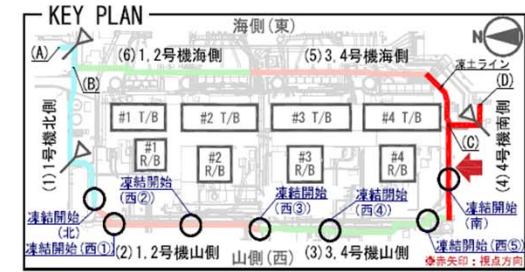 KEY PLAN
海側(東)
N
(A)
(6)1.2号機海側
(5)3.4号機海側
凍土ライン
(B)
(D)
(1)1号機北側
#1 T/B
#2 T/B
#3 T/B
#4 T/B
(C)
(4)4号機南側
#1
R/B
#2
R/B
#3
R/B
#4
R/B
凍結開始
(西②)
凍結開始
(西③)
凍結開始
(西④)
凍結開始
(北)
凍結開始
(南)
凍結開始(西①)
(2)1.2号機山側
(3)3.4号機山側
凍結開始(西⑤)
山側(西)
※赤矢印：視点方向